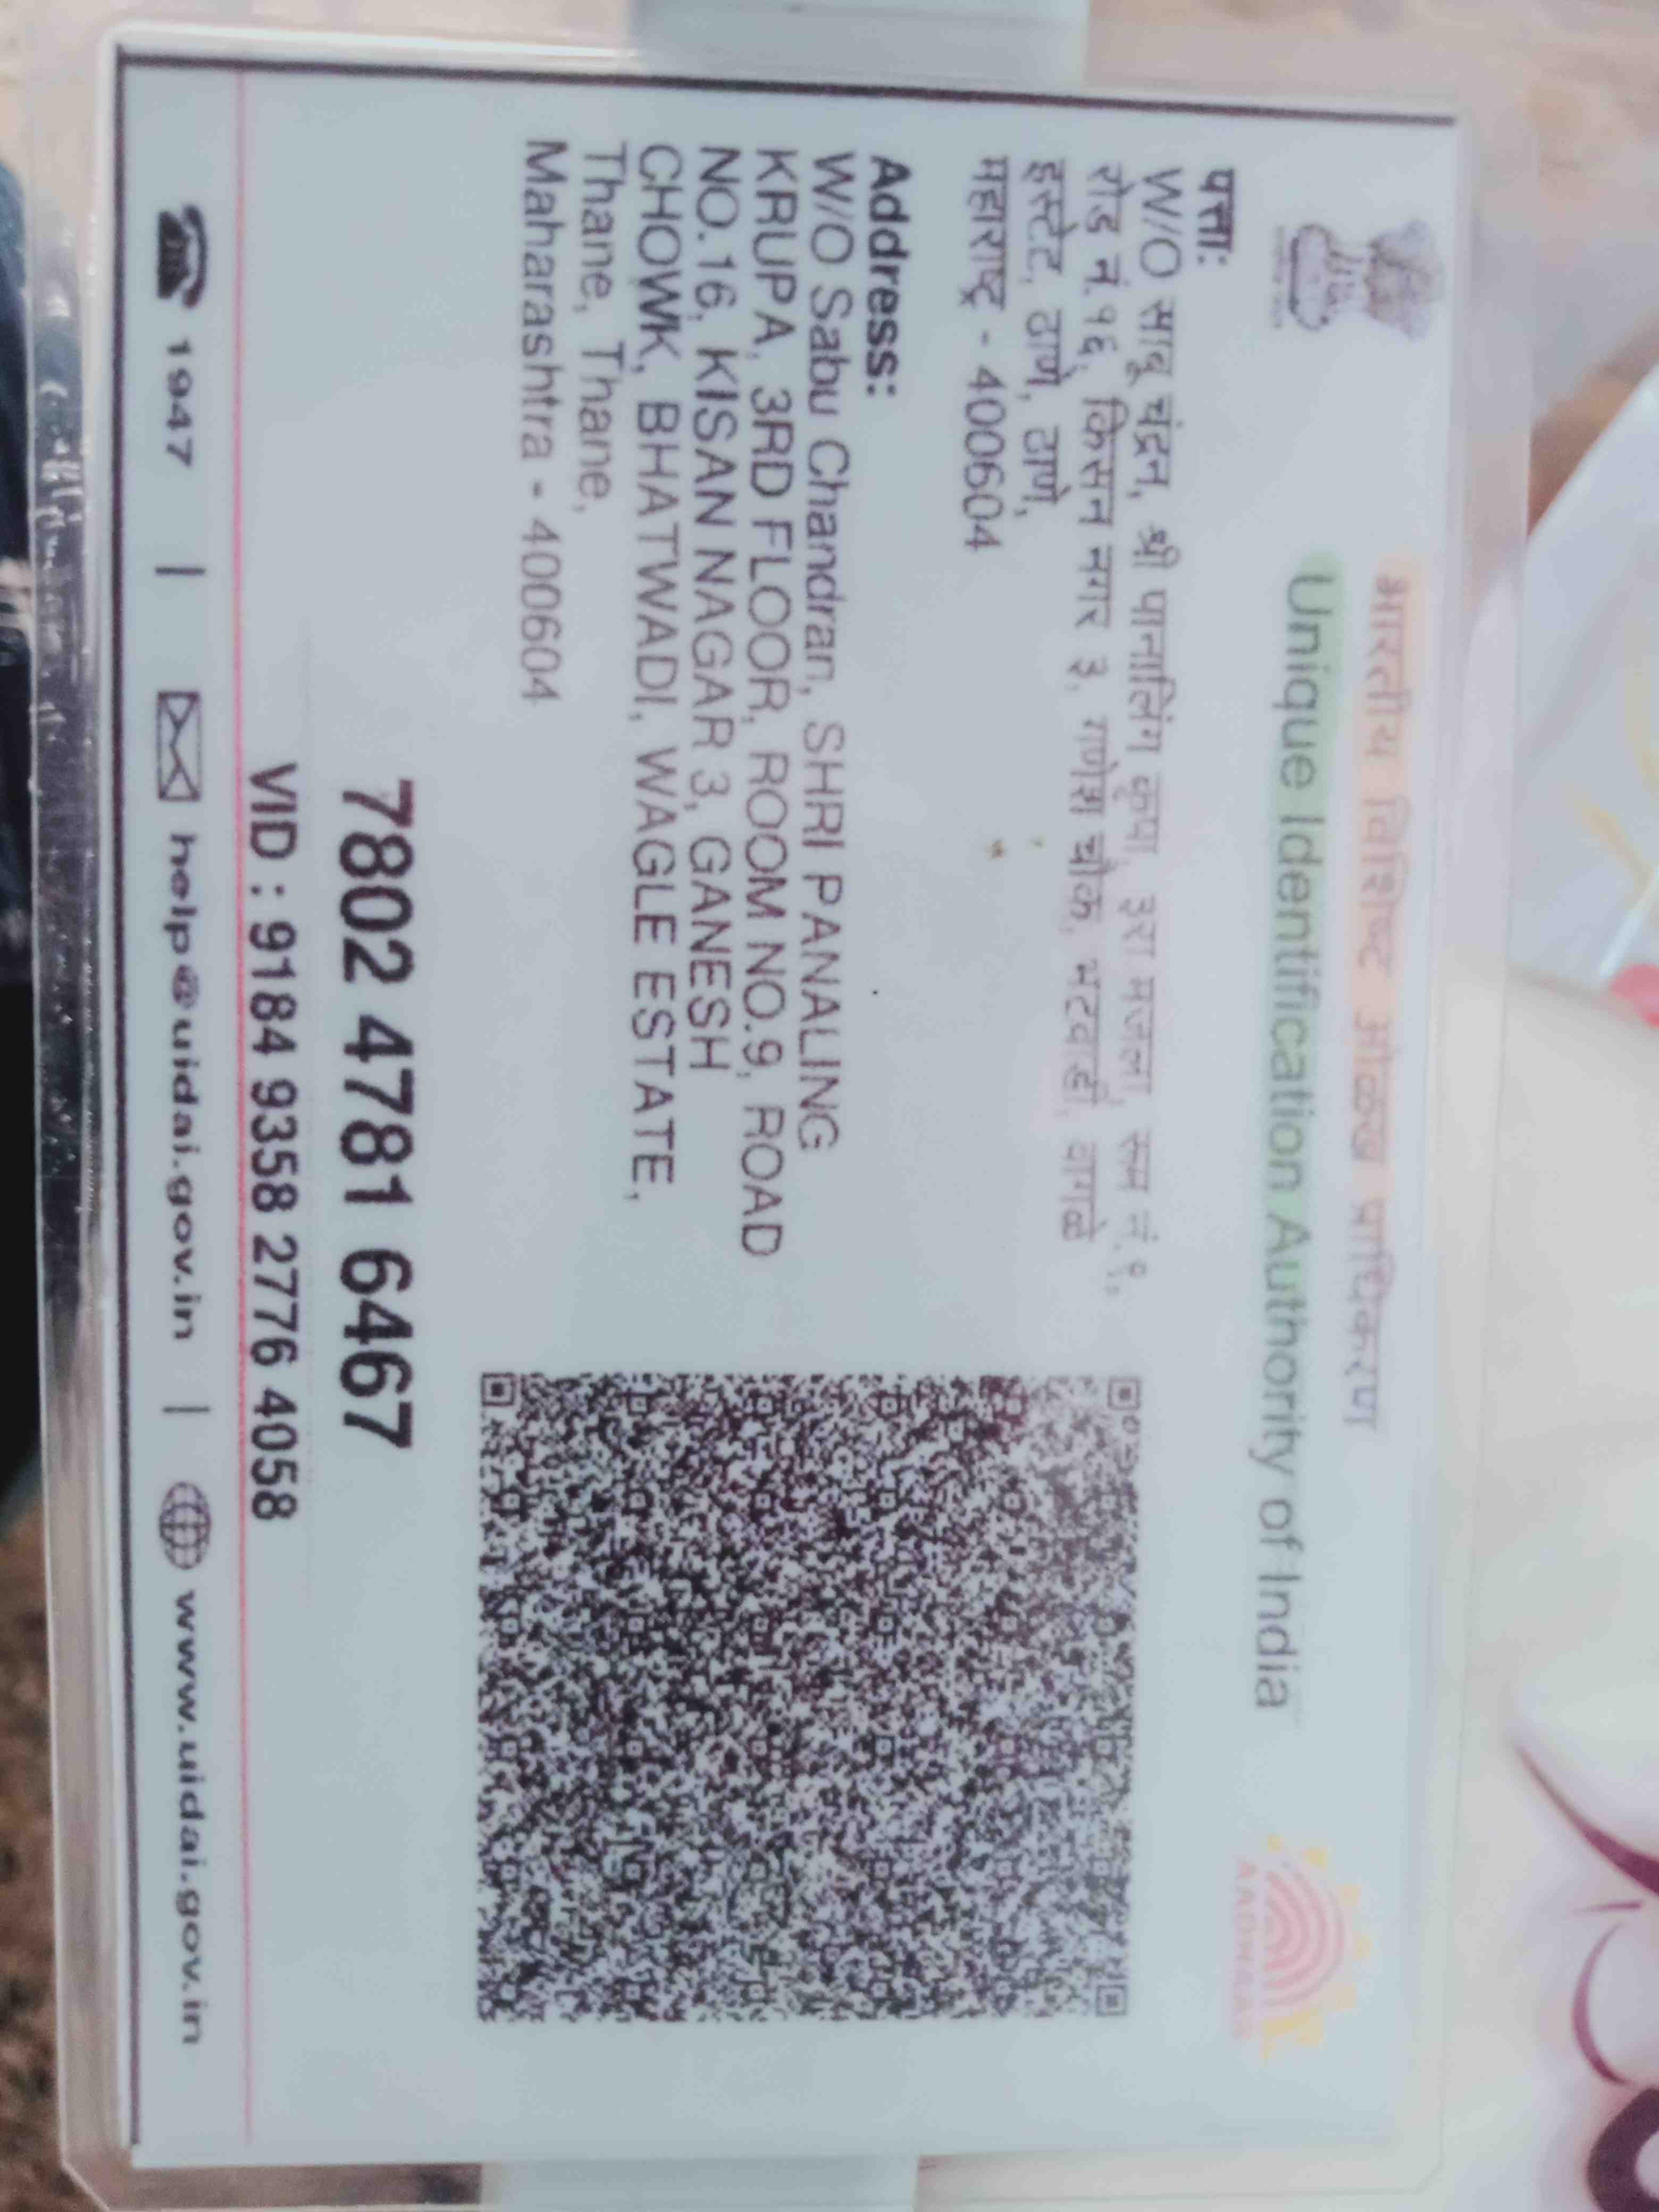 भारतीय विशिष्ट ओळख प्राधिकरण
Unique Identification Authority of India
AADHAAR
पत्ता:
W/O साबू चंद्रन, श्री पानालिंग कृपा, ३रा मजला, रूम नं.९,
रोड नं.१६, किसन नगर ३, गणेश चौक, भटवाडी, वागळे
इस्टेट, ठाणे, ठाणे,
महाराष्ट्र - 400604
Address:
W/O Sabu Chandran, SHRI PANALING
KRUPA, 3RD FLOOR, ROOM NO.9, ROAD
NO.16, KISAN NAGAR 3, GANESH
CHOWK, BHATWADI, WAGLE ESTATE,
Thane, Thane,
Maharashtra - 400604
7802 4781 6467
VID : 9184 9358 2776 4058
1947 | help@uidai.gov.in | www.uidai.gov.in